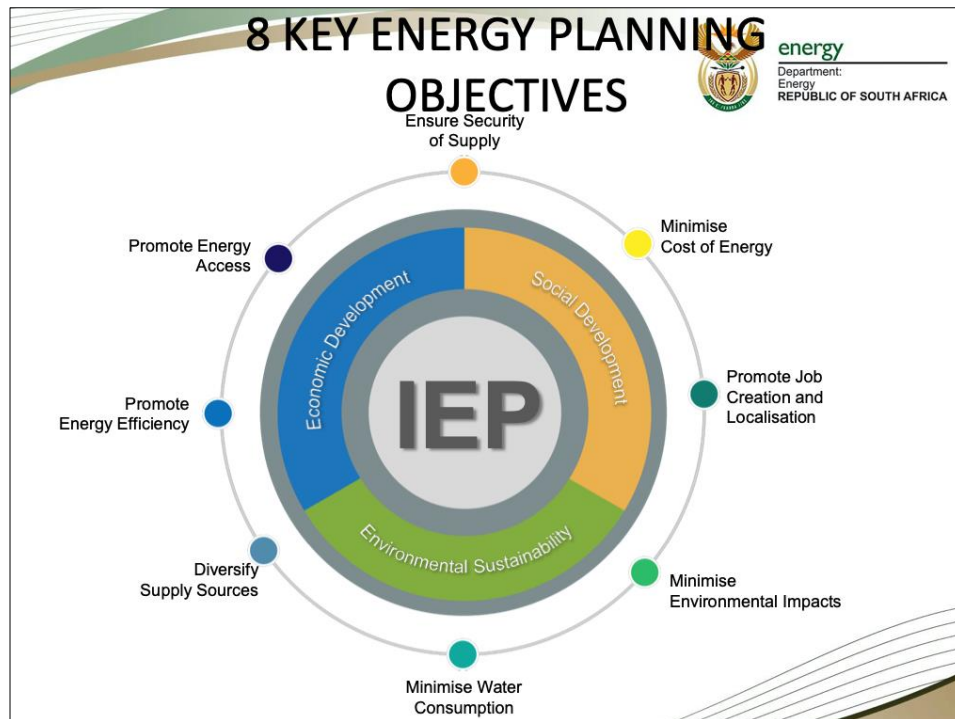 8 KEY ENERGY PLANNING
OBJECTIVES
energy
Department:
Energy
REPUBLIC OF SOUTH AFRICA
Ensure Security
of Supply
Minimise
Cost of Energy
Promote Job
Creation and
Localisation
Minimise
Environmental Impacts
Minimise Water
Consumption
Diversify
Supply Sources
Promote
Energy Efficiency
Promote Energy
Access
Economic Development
Social Development
Environmental Sustainability
IEP